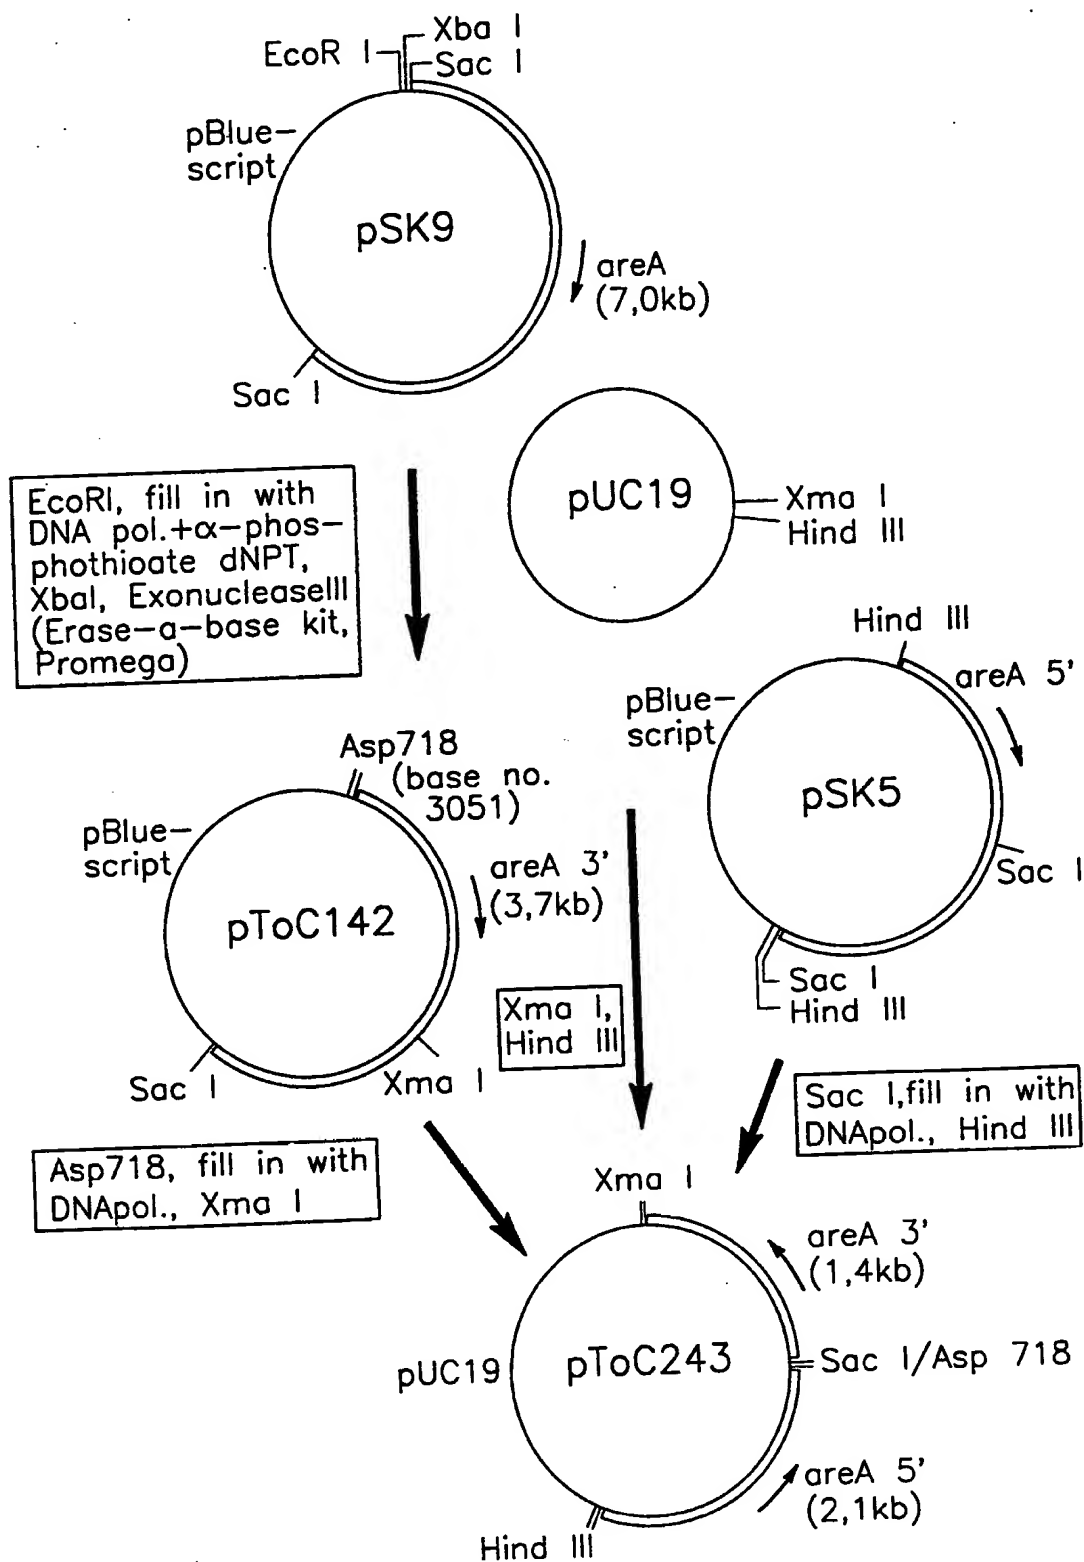 Xba I
EcoR I
Sac I
pBlue-
script
pSK9
areA
(7,0kb)
Sac I
EcoRI, fill in with
DNA pol.+α-phos-
phothioate dNPT,
XbaI, ExonucleaseIII
(Erase-a-base kit,
Promega)
pUC19
Xma I
Hind III
Hind III
areA 5'
pBlue-
script
pSK5
Sac I
Sac I
Hind III
Asp718
(base no.
3051)
pBlue-
script
areA 3'
(3,7kb)
pToC142
Sac I
Xma I
Xma I,
Hind III
Sac I,fill in with
DNApol., Hind III
Asp718, fill in with
DNApol., Xma I
Xma I
areA 3'
(1,4kb)
pUC19
pToC243
Sac I/Asp 718
areA 5'
(2,1kb)
Hind III